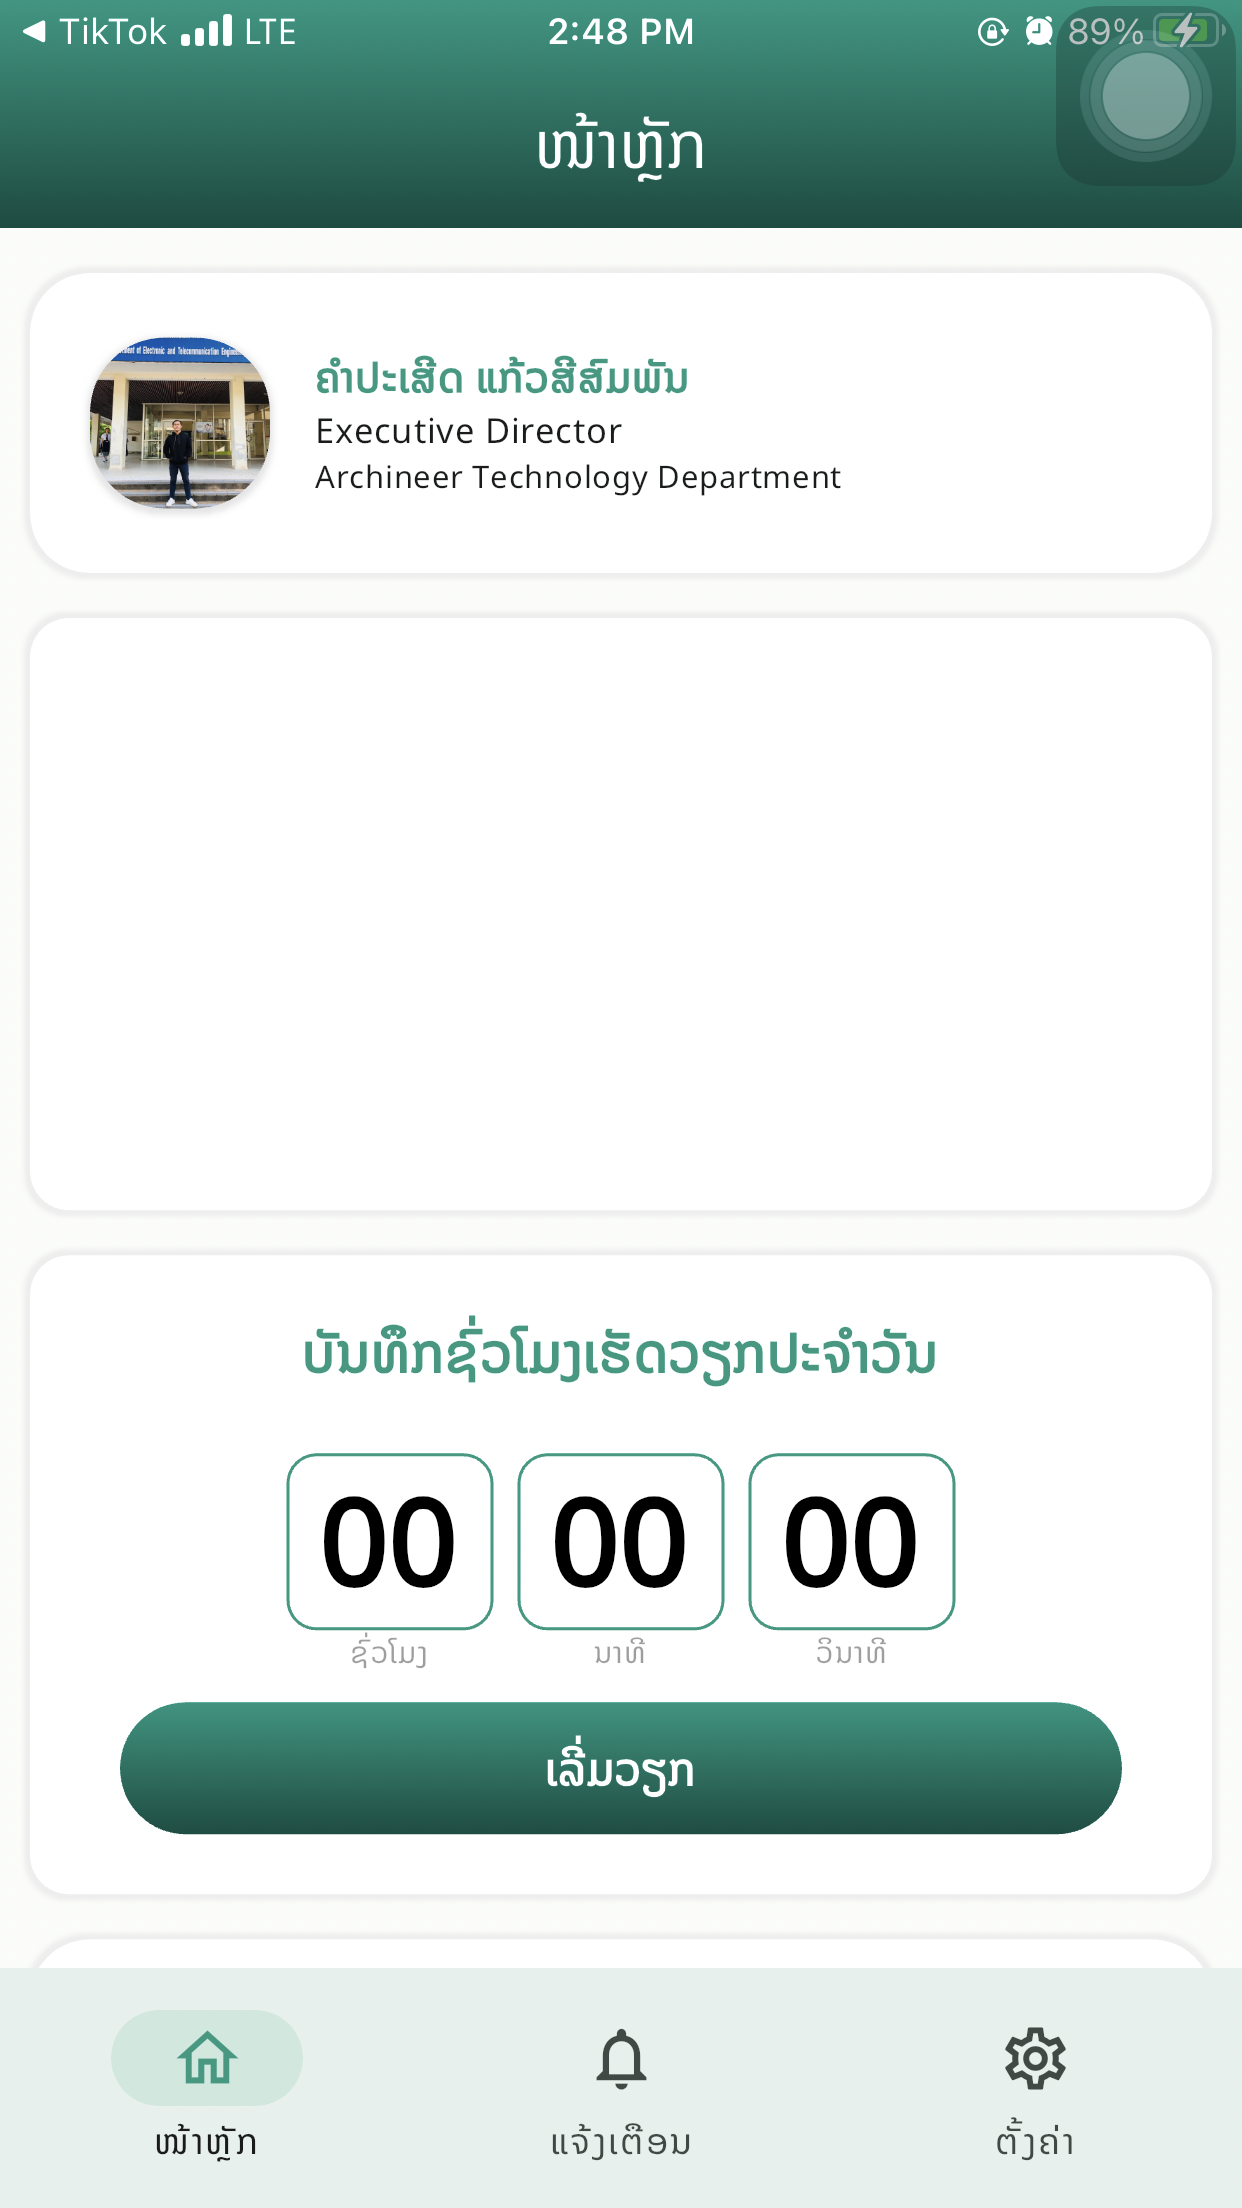 TikTok LTE 2:48 PM 89%
ໜ້າຫຼັກ
ຄຳປະເສີດ ແກ້ວສີສົມພັນ
Executive Director
Archineer Technology Department
ບັນທຶກຊົ່ວໂມງເຮັດວຽກປະຈຳວັນ
00 00 00
ຊົ່ວໂມງ ນາທີ ວິນາທີ
ເລີ່ມວຽກ
ໜ້າຫຼັກ ແຈ້ງເຕືອນ ຕັ້ງຄ່າ